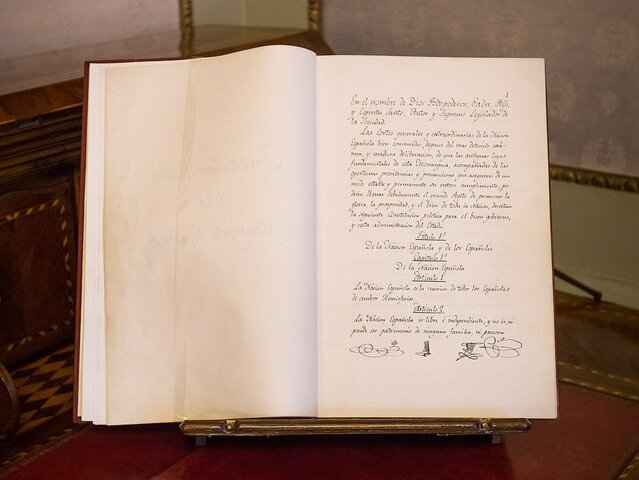 1
En el nombre de Dios Todopoderoso, Padre, Hijo,
y Espiritu Santo, Autor y Supremo Legislador de
la Sociedad.
Las Cortes generales y extraordinarias de la Nacion
Española, bien convencidas, despues del mas detenido exá-
men, y madura deliberacion, de que las antiguas leyes
fundamentales de esta Monarquia, acompañadas de las
oportunas providencias y precauciones que aseguren de un
modo estable y permanente su entero cumplimiento, po-
drán llenar debidamente el grande objeto de promover la
gloria, la prosperidad, y el bien de toda la Nacion, decretan
la siguiente Constitucion politica para el buen gobierno,
y recta administracion del Estado.
Titulo 1º
De la Nacion Española y de los Españoles.
Capitulo 1º
De la Nacion Española.
Articulo 1
La Nacion Española es la reunion de todos los Españoles
de ambos Hemisferios.
Articulo 2.
La Nacion Española es libre é independiente, y no es, ni
puede ser patrimonio de ninguna familia, ni persona.